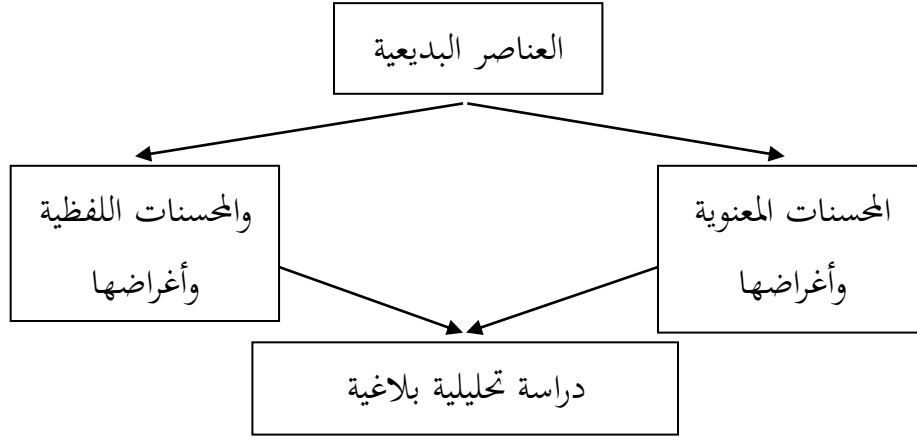 العناصر البديعية
المحسنات المعنوية
وأغراضها
والمحسنات اللفظية
وأغراضها
دراسة تحليلية بلاغية